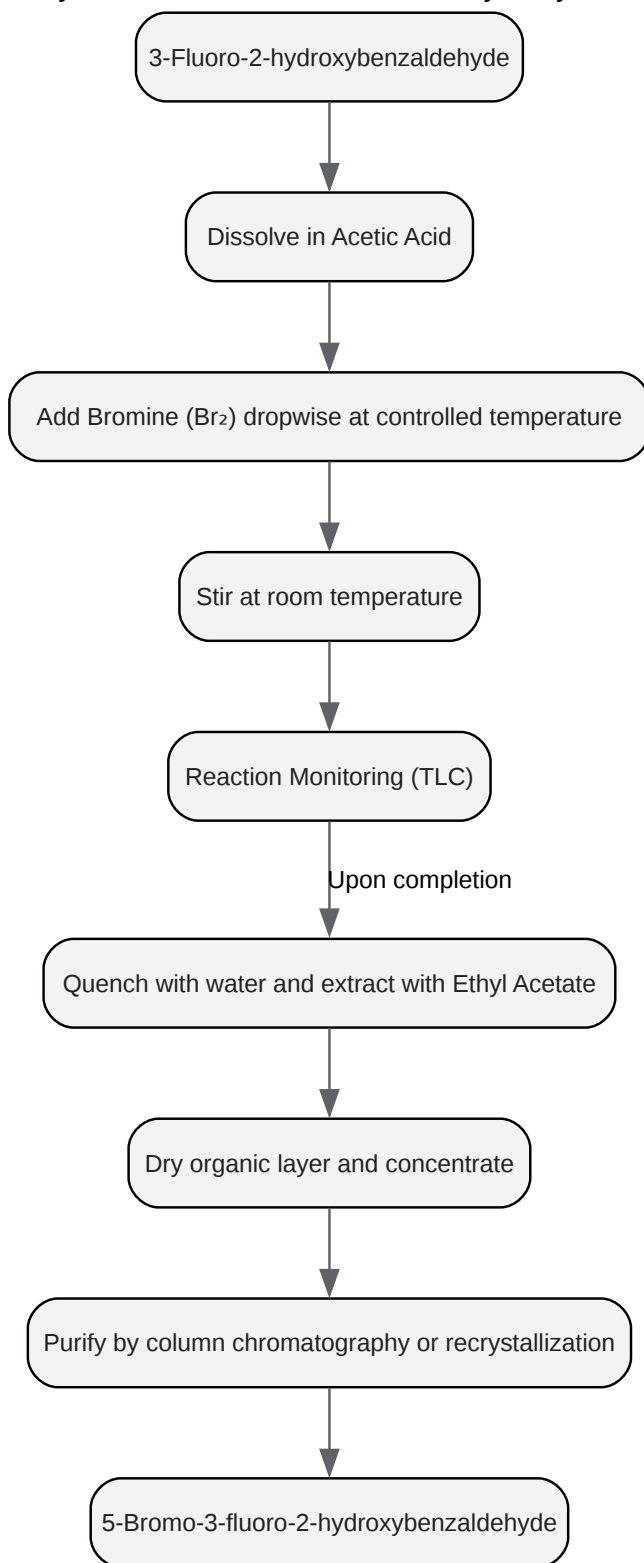 3-Fluoro-2-hydroxybenzaldehyde
Dissolve in Acetic Acid
Add Bromine (Br₂) dropwise at controlled temperature
Stir at room temperature
Reaction Monitoring (TLC)
Upon completion
Quench with water and extract with Ethyl Acetate
Dry organic layer and concentrate
Purify by column chromatography or recrystallization
5-Bromo-3-fluoro-2-hydroxybenzaldehyde